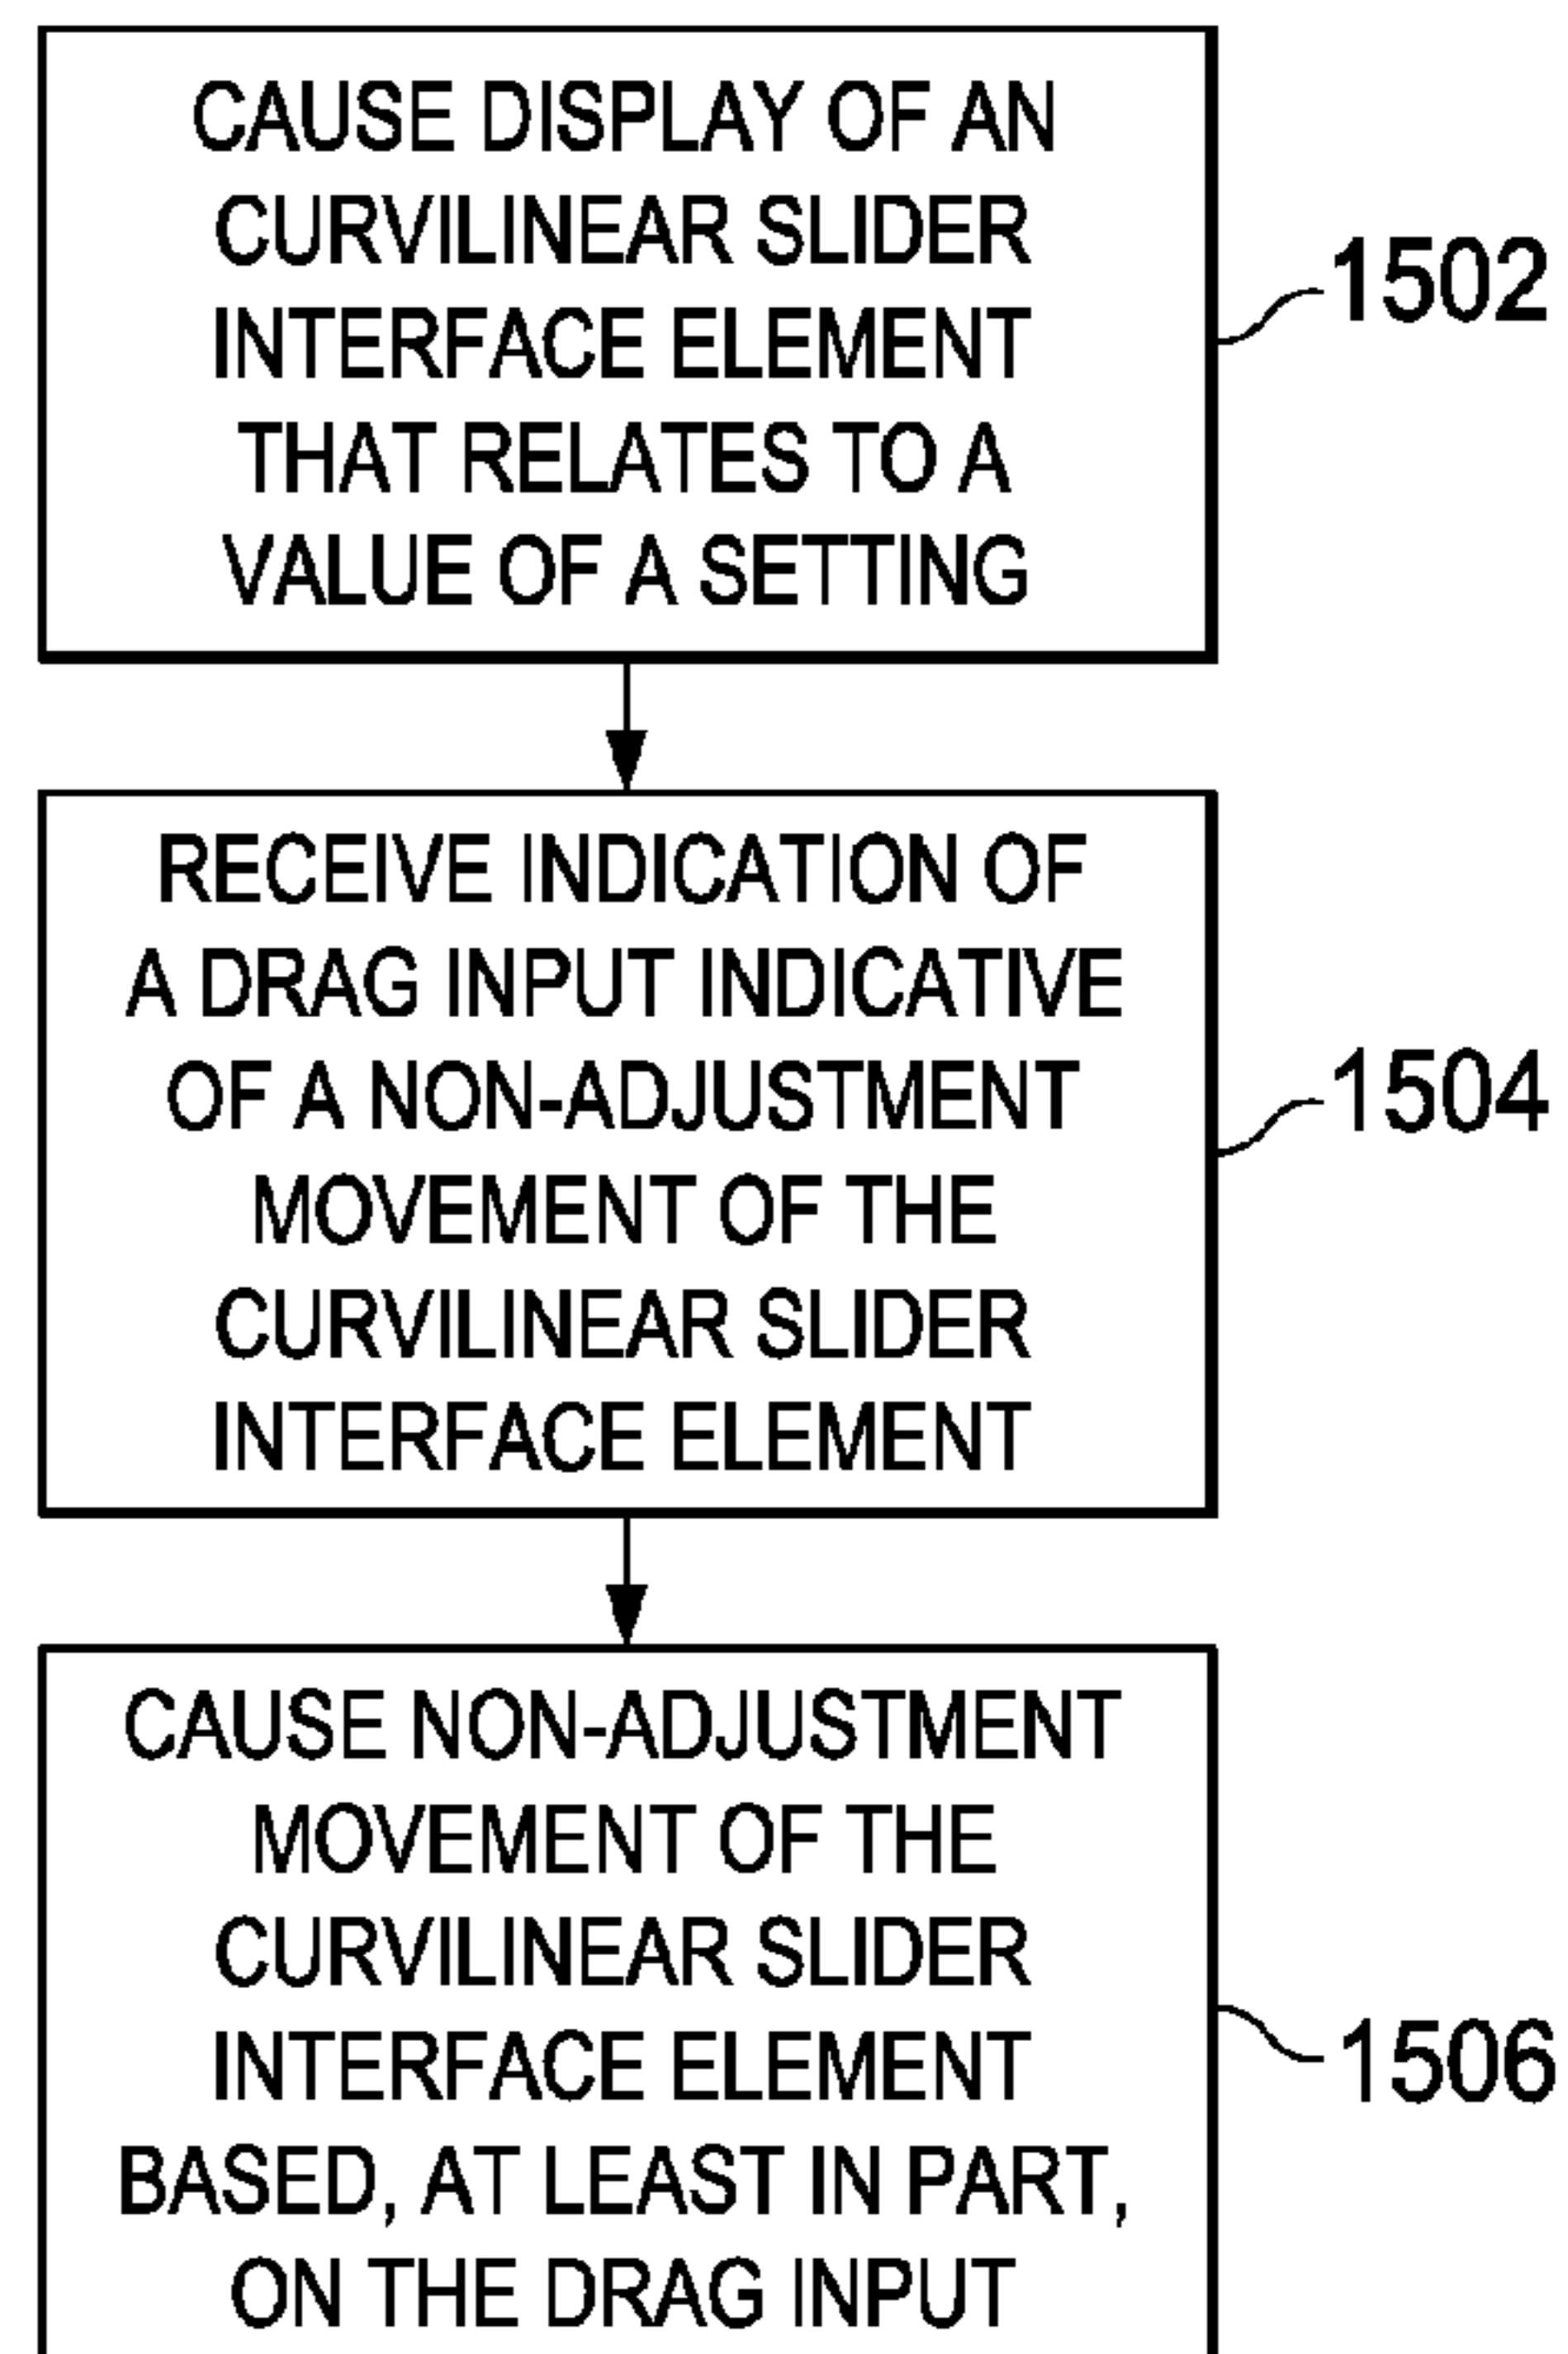 CAUSE DISPLAY OF AN
CURVILINEAR SLIDER
INTERFACE ELEMENT
THAT RELATES TO A
VALUE OF A SETTING
1502
RECEIVE INDICATION OF
A DRAG INPUT INDICATIVE
OF A NON-ADJUSTMENT
MOVEMENT OF THE
CURVILINEAR SLIDER
INTERFACE ELEMENT
1504
CAUSE NON-ADJUSTMENT
MOVEMENT OF THE
CURVILINEAR SLIDER
INTERFACE ELEMENT
BASED, AT LEAST IN PART,
ON THE DRAG INPUT
1506